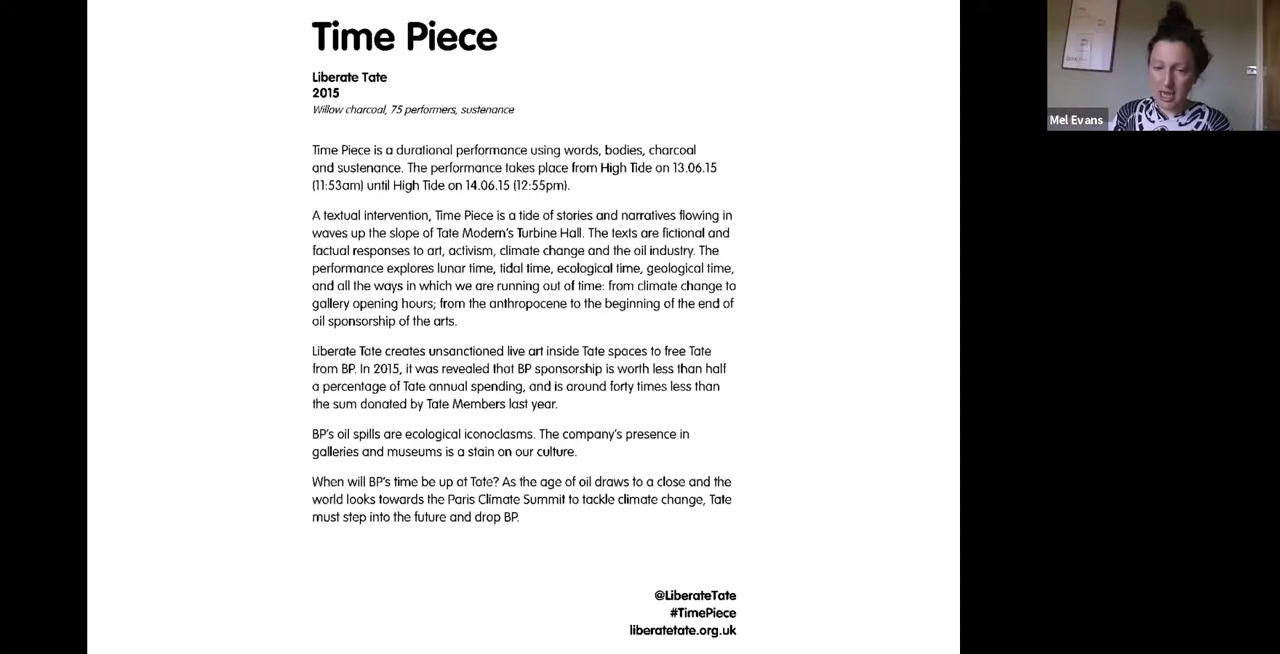 Time Piece
Liberate Tate
2015
Willow charcoal, 75 performers, sustenance
Time Piece is a durational performance using words, bodies, charcoal
and sustenance. The performance takes place from High Tide on 13.06.15
(11:53am) until High Tide on 14.06.15 (12:55pm).
A textual intervention, Time Piece is a tide of stories and narratives flowing in
waves up the slope of Tate Modern's Turbine Hall. The texts are fictional and
factual responses to art, activism, climate change and the oil industry. The
performance explores lunar time, tidal time, ecological time, geological time,
and all the ways in which we are running out of time: from climate change to
gallery opening hours; from the anthropocene to the beginning of the end of
oil sponsorship of the arts.
Liberate Tate creates unsanctioned live art inside Tate spaces to free Tate
from BP. In 2015, it was revealed that BP sponsorship is worth less than half
a percentage of Tate annual spending, and is around forty times less than
the sum donated by Tate Members last year.
BP's oil spills are ecological iconoclasms. The company's presence in
galleries and museums is a stain on our culture.
When will BP's time be up at Tate? As the age of oil draws to a close and the
world looks towards the Paris Climate Summit to tackle climate change, Tate
must step into the future and drop BP.
@LiberateTate
#TimePiece
liberatetate.org.uk
Mel Evans